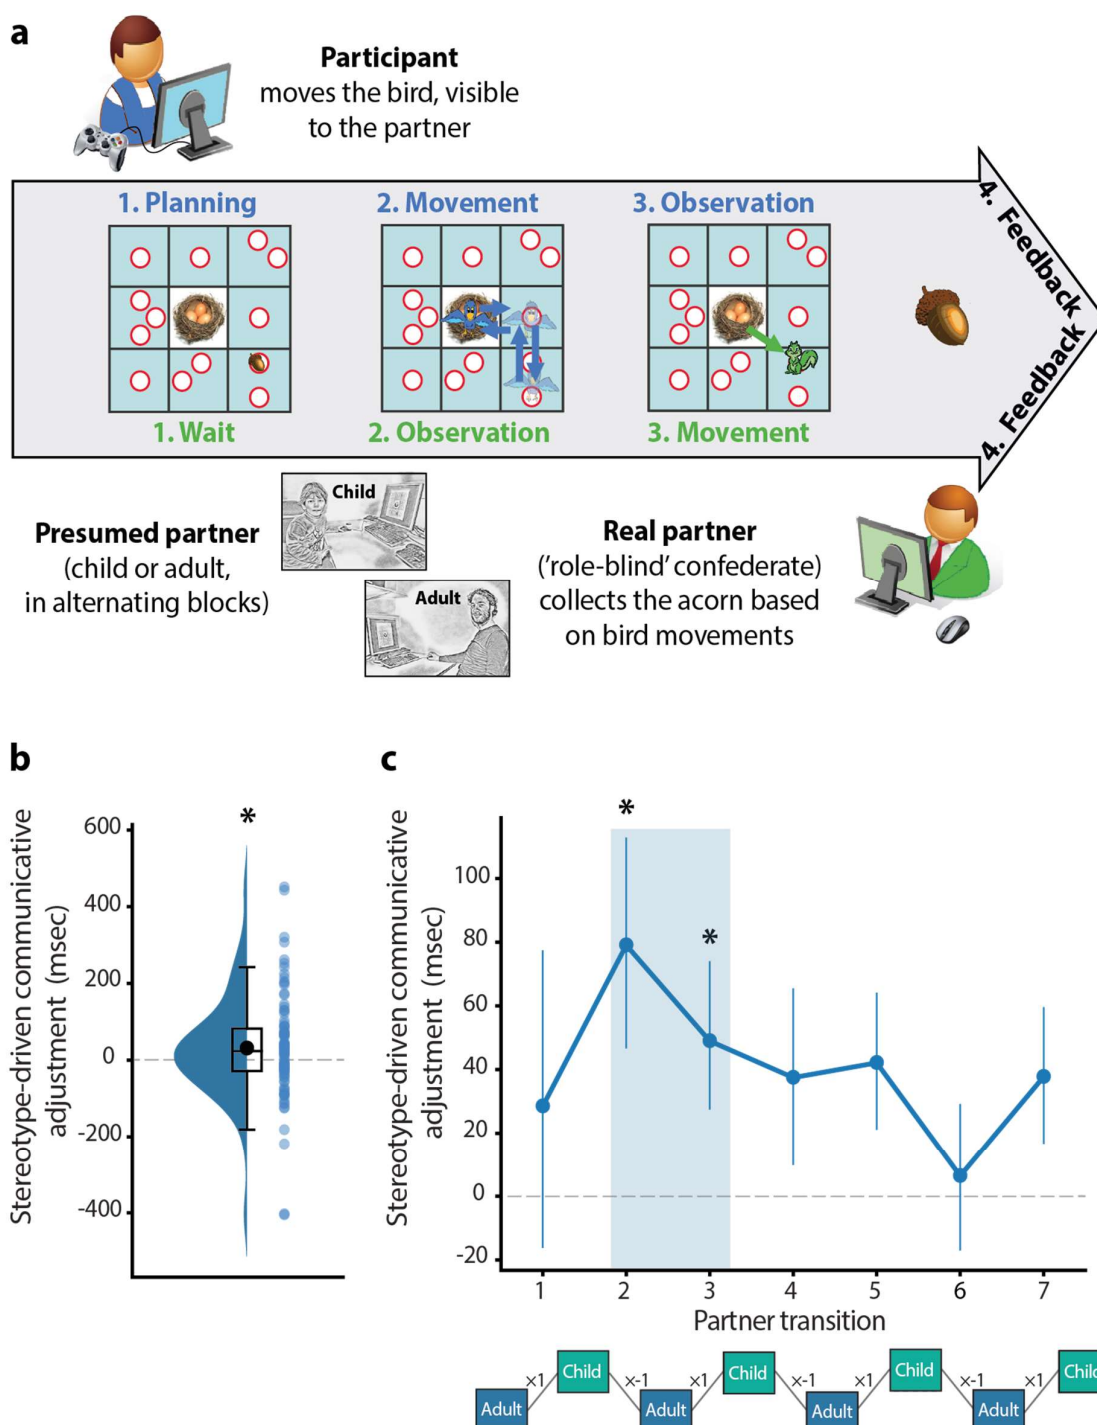 a
Participant
moves the bird, visible
to the partner
1. Planning
2. Movement
3. Observation
4. Feedback
4. Feedback
1. Wait
2. Observation
3. Movement
Child
Adult
Presumed partner
(child or adult,
in alternating blocks)
Real partner
('role-blind' confederate)
collects the acorn based
on bird movements
b
Stereotype-driven communicative
adjustment (msec)
*
600
400
200
0
-200
-400
c
Stereotype-driven communicative
adjustment (msec)
*
*
100
80
60
40
20
0
-20
1 2 3 4 5 6 7
Partner transition
Adult ×1 Child ×-1 Adult ×1 Child ×-1 Adult ×1 Child ×-1 Adult ×1 Chil